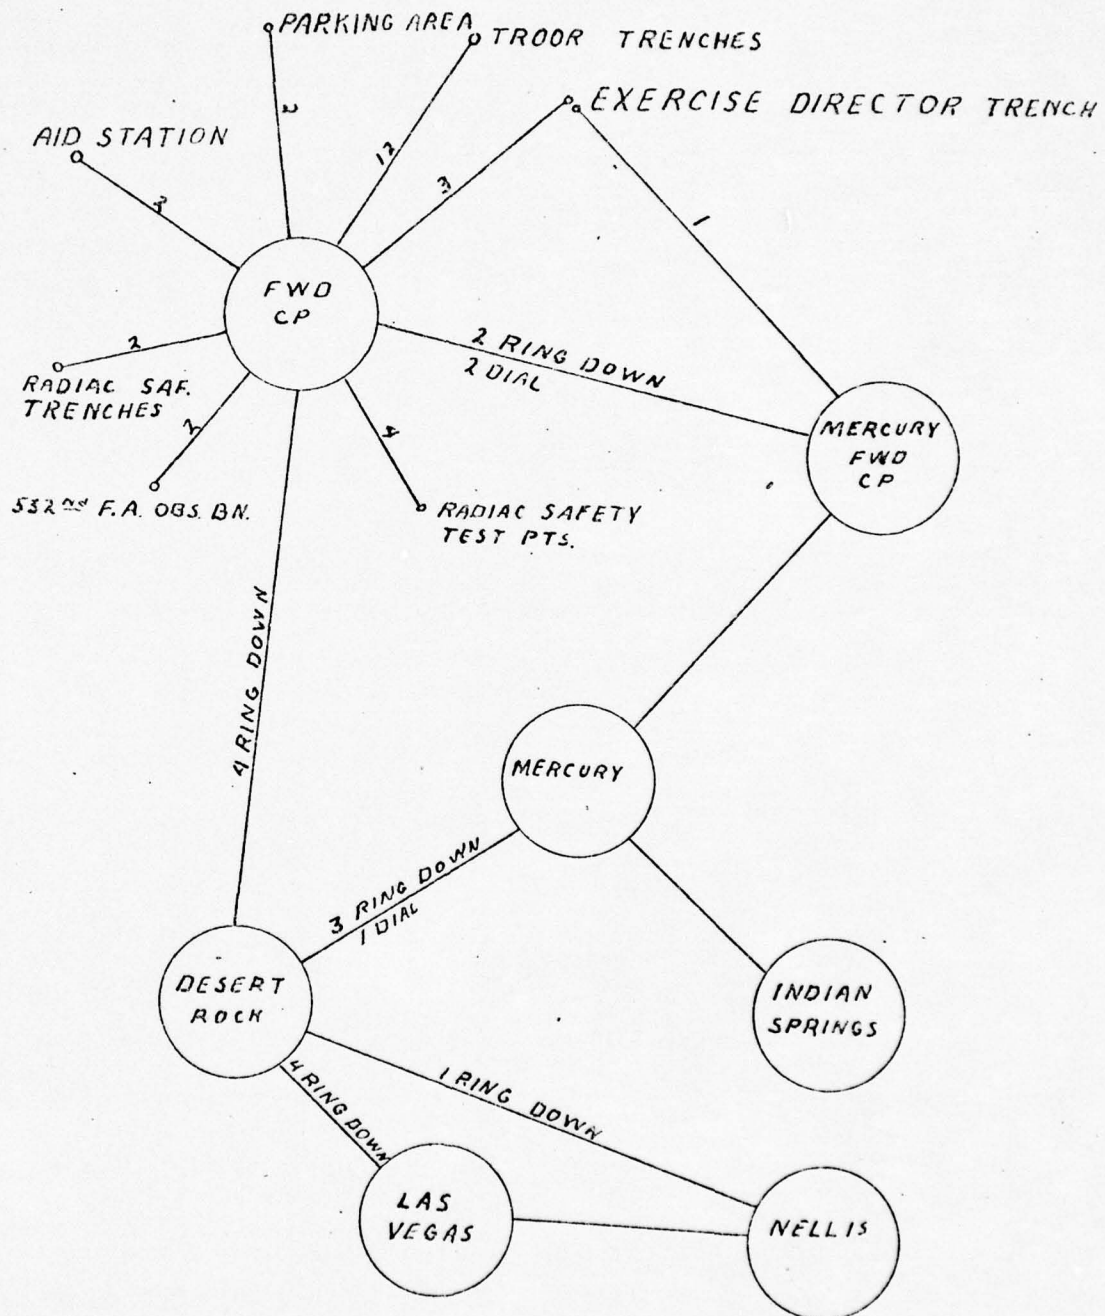 PARKING AREA
TROOR TRENCHES
EXERCISE DIRECTOR TRENCH
AID STATION
2
12
3
3
1
FWD
CP
2 RING DOWN
2 DIAL
2
RADIAC SAF.
TRENCHES
2
4
532nd F.A. OBS. BN.
RADIAC SAFETY
TEST PTS.
MERCURY
FWD
CP
4 RING DOWN
MERCURY
3 RING DOWN
1 DIAL
DESERT
ROCK
INDIAN
SPRINGS
4 RING DOWN
1 RING DOWN
LAS
VEGAS
NELLIS